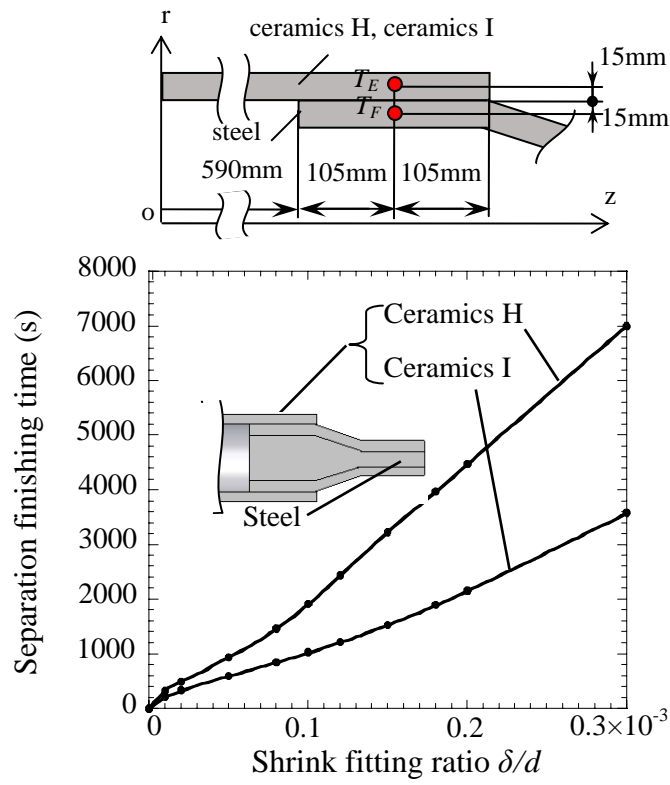 r
ceramics H, ceramics I
15mm
T_E
T_F
steel
15mm
590mm
105mm
105mm
o
z
8000
7000
6000
5000
4000
3000
2000
1000
0
Separation finishing time (s)
Ceramics H
Ceramics I
Steel
0
0.1
0.2
0.3×10⁻³
Shrink fitting ratio δ/d